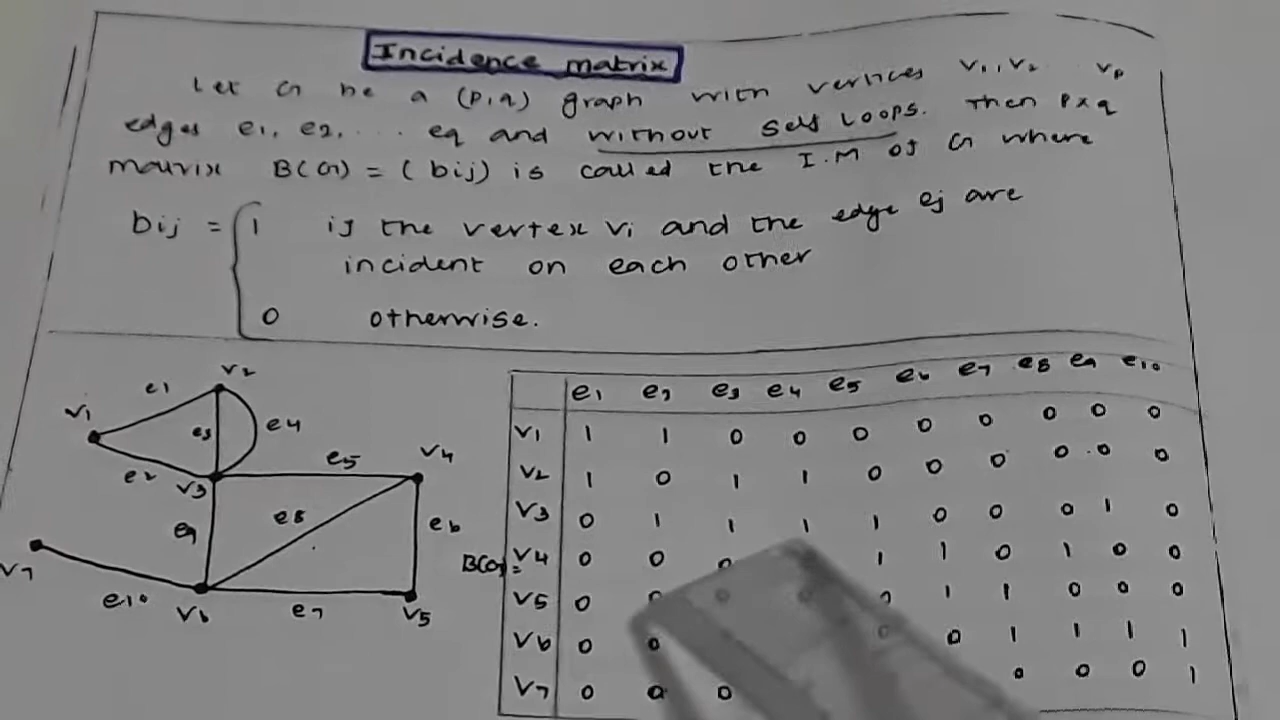 Incidence matrix
Let G be a (p,q) graph with vertices v1, v2 vp
edges e1, e2, .... eq and without self loops. Then p×q
matrix B(G) = (bij) is called the I.M of G where
bij = { 1 if the vertex vi and the edge ej are
incident on each other
0 otherwise.
v2
e1
v1
e3 e4
v4
e5
e2 v3
e8 e6
e9
v7
e10 v6 e7 v5
e1 e2 e3 e4 e5 e6 e7 e8 e9 e10
v1 1 1 0 0 0 0 0 0 0 0
v2 1 0 1 1 0 0 0 0 0 0
v3 0 1 1 1 1 0 0 0 1 0
B(G)= v4 0 0 0 1 1 0 1 0 0
v5 0 1 1 0 0 0
v6 0 0 0 0 1 1 1 1
v7 0 0 0 0 0 0 1